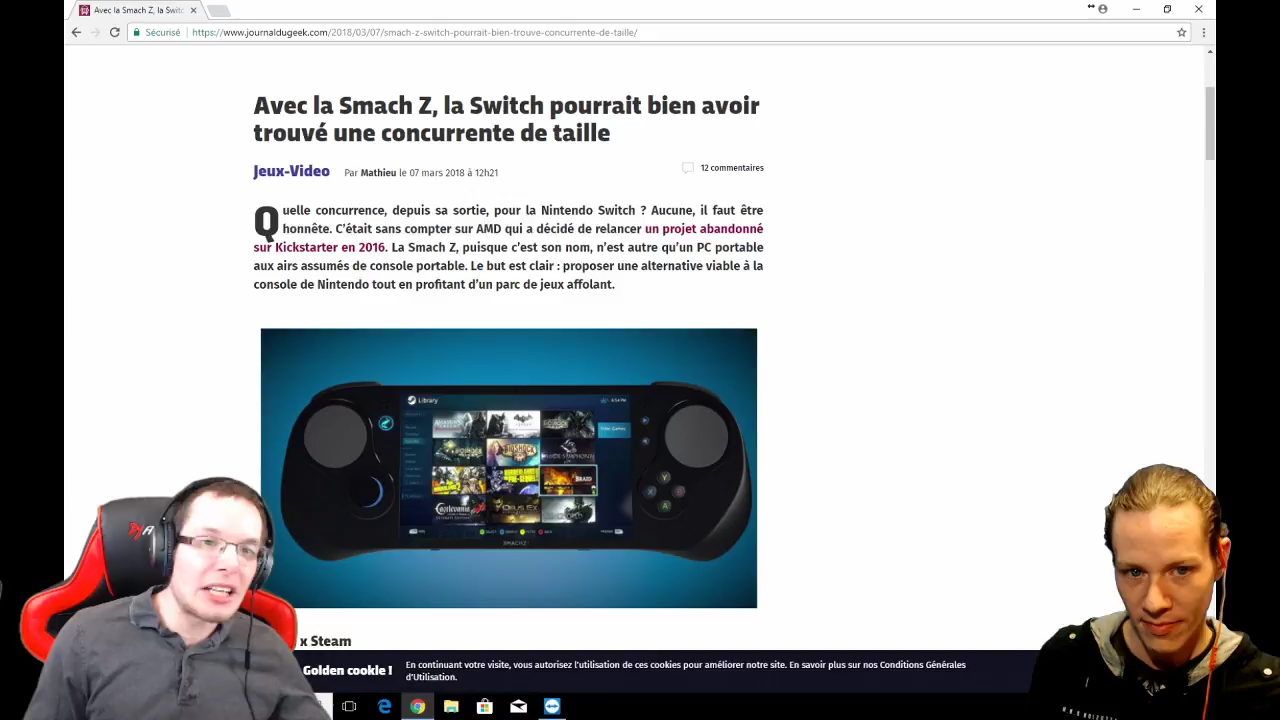 Avec la Smach Z, la Switc
Sécurisé
https://www.journaldugeek.com/2018/03/07/smach-z-switch-pourrait-bien-trouve-concurrente-de-taille/
Avec la Smach Z, la Switch pourrait bien avoir
trouvé une concurrente de taille
Jeux-Video
Par Mathieu le 07 mars 2018 à 12h21
12 commentaires
Quelle concurrence, depuis sa sortie, pour la Nintendo Switch ? Aucune, il faut être
honnête. C'était sans compter sur AMD qui a décidé de relancer un projet abandonné
sur Kickstarter en 2016. La Smach Z, puisque c'est son nom, n'est autre qu'un PC portable
aux airs assumés de console portable. Le but est clair : proposer une alternative viable à la
console de Nintendo tout en profitant d'un parc de jeux affolant.
Library
BIOSHOCK
BRAID
Castlevania
Y
X
A
SMACH Z
x Steam
Golden cookie !
En continuant votre visite, vous autorisez l'utilisation de ces cookies pour améliorer notre site. En savoir plus sur nos Conditions Générales
d'Utilisation.